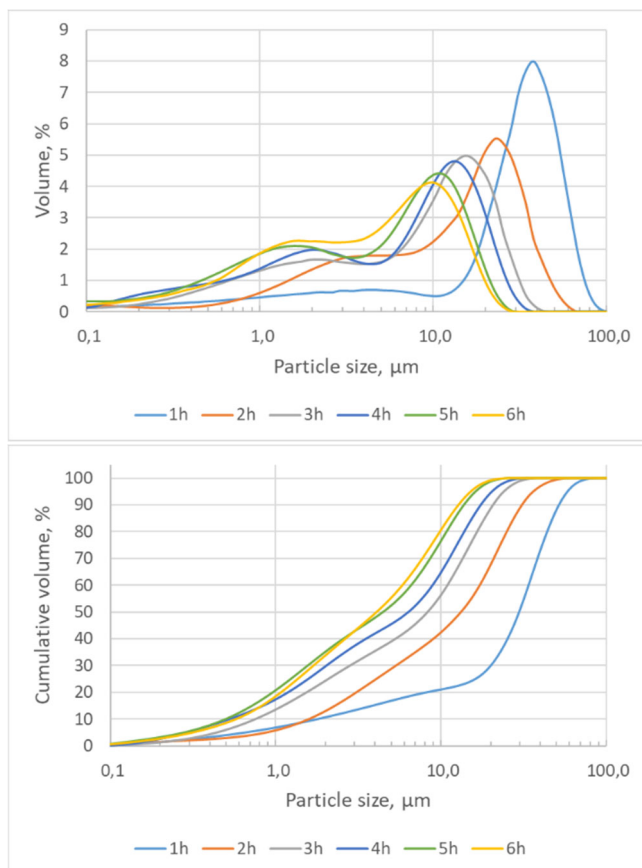 9
8
7
6
5
4
3
2
1
0
Volume, %
0,1 1,0 10,0 100,0
Particle size, µm
1h 2h 3h 4h 5h 6h
100
90
80
70
60
50
40
30
20
10
0
Cumulative volume, %
0,1 1,0 10,0 100,0
Particle size, µm
1h 2h 3h 4h 5h 6h